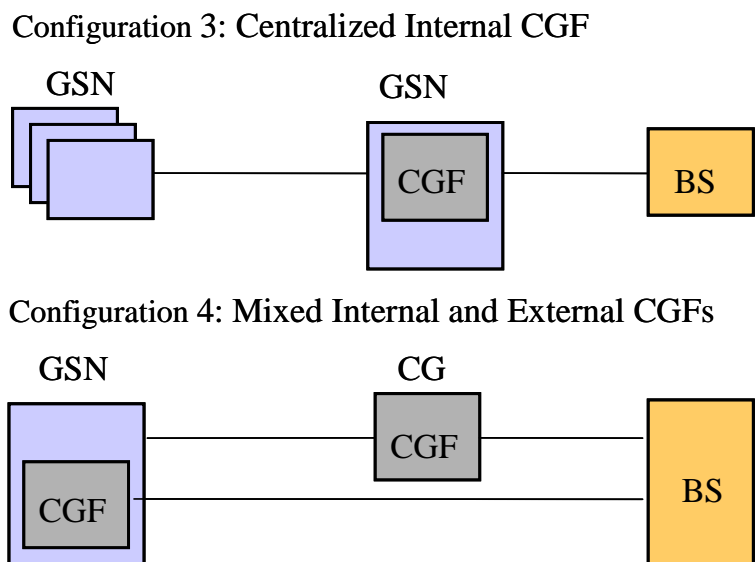 Configuration 3: Centralized Internal CGF
GSN GSN
CGF BS
Configuration 4: Mixed Internal and External CGFs
GSN CG
CGF
CGF BS